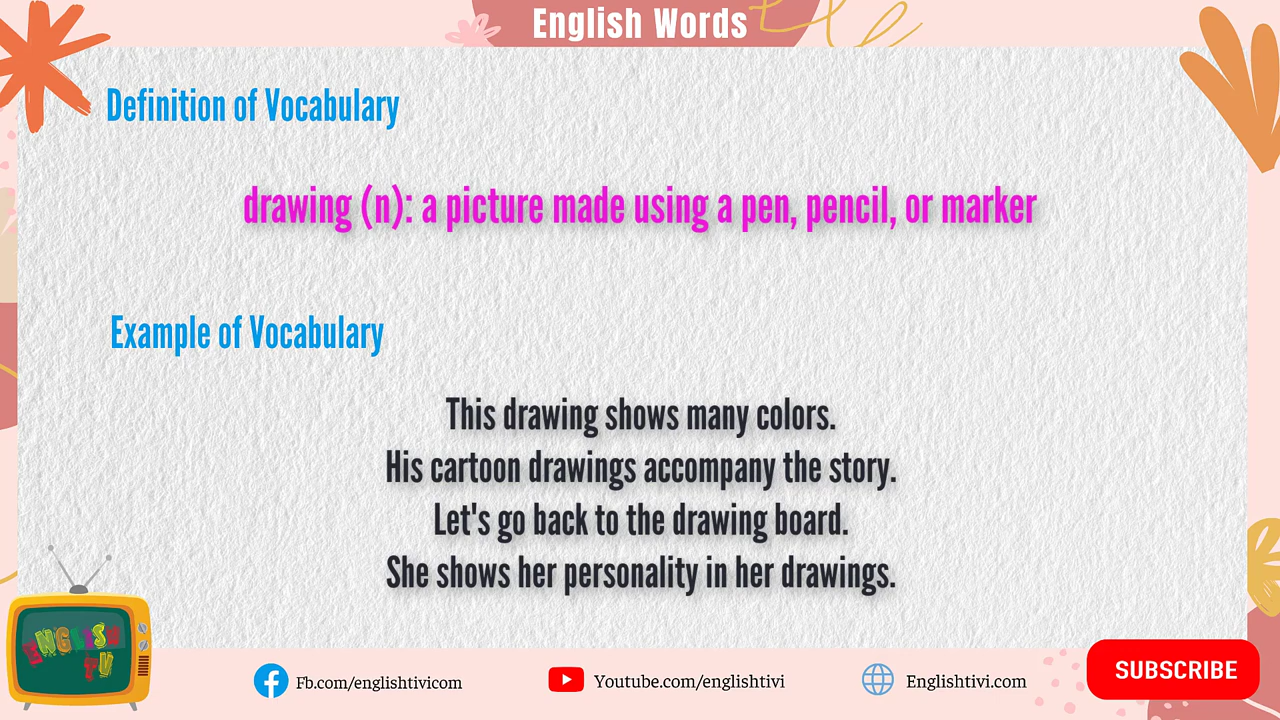 English Words
Definition of Vocabulary
drawing (n): a picture made using a pen, pencil, or marker
Example of Vocabulary
This drawing shows many colors.
His cartoon drawings accompany the story.
Let's go back to the drawing board.
She shows her personality in her drawings.
ENGLISH
TV
Fb.com/englishtivicom
Youtube.com/englishtivi
Englishtivi.com
SUBSCRIBE